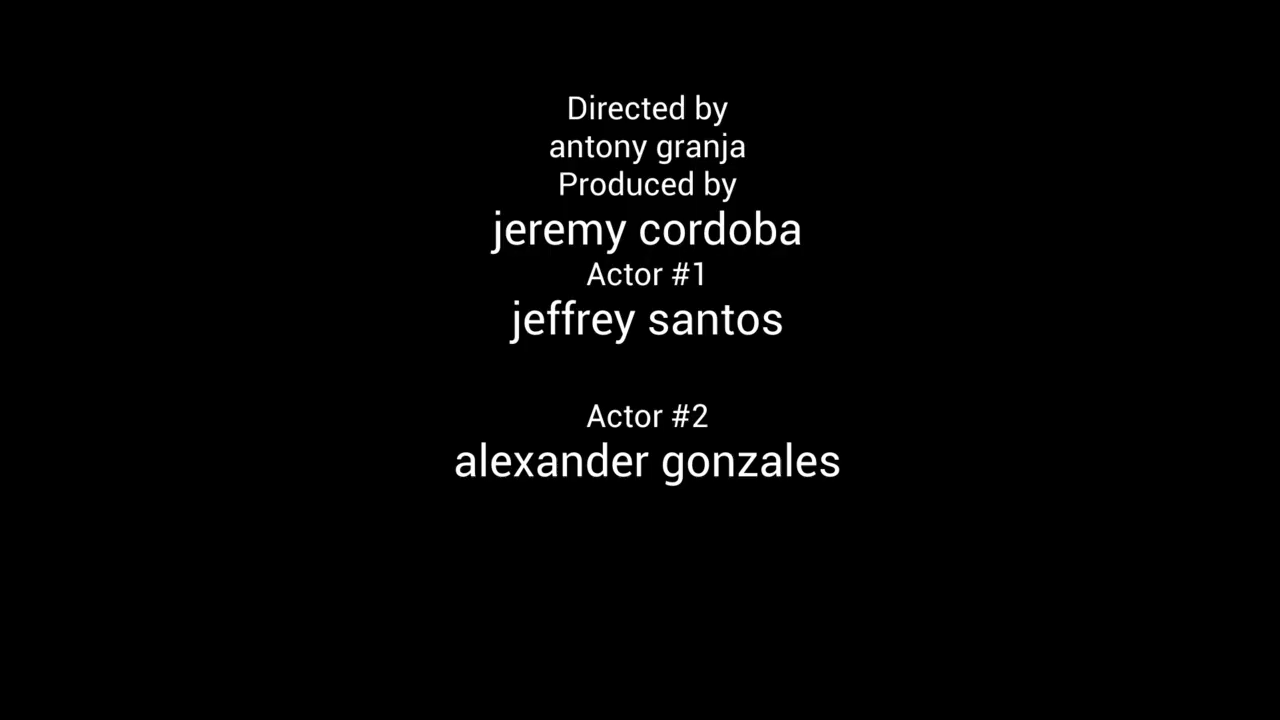 Directed by
antony granja
Produced by
jeremy cordoba
Actor #1
jeffrey santos
Actor #2
alexander gonzales